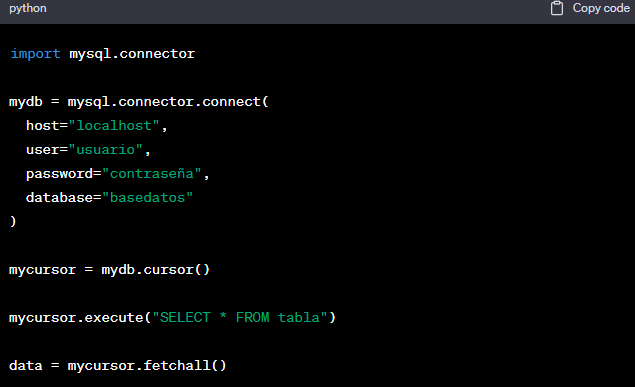 python
Copy code
import mysql.connector
mydb = mysql.connector.connect(
  host="localhost",
  user="usuario",
  password="contraseña",
  database="basedatos"
)
mycursor = mydb.cursor()
mycursor.execute("SELECT * FROM tabla")
data = mycursor.fetchall()